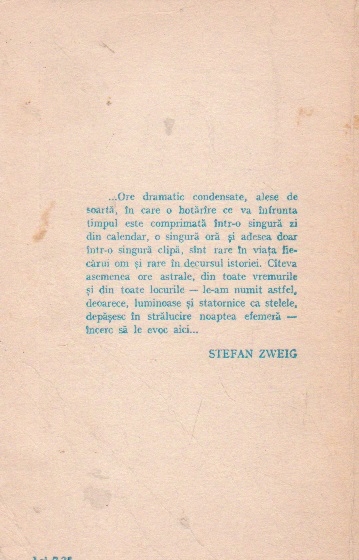 ...Ore dramatic condensate, alese de
soartă, în care o hotărîre ce va înfrunta
timpul este comprimată într-o singură zi
din calendar, o singură oră și adesea doar
într-o singură clipă, sînt rare în viața fie-
cărui om și rare în decursul istoriei. Cîteva
asemenea ore astrale, din toate vremurile
și din toate locurile — le-am numit astfel,
deoarece, luminoase și statornice ca stelele,
depășesc în strălucire noaptea efemeră —
încerc să le evoc aici...
STEFAN ZWEIG